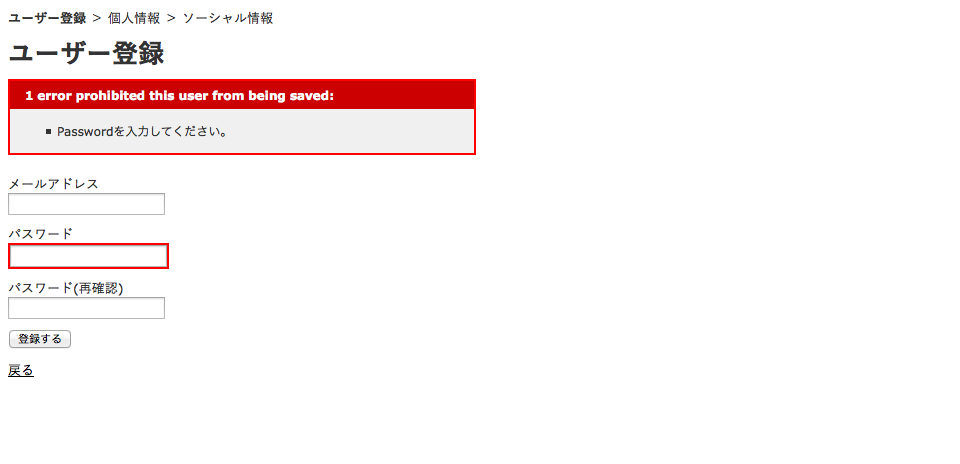 ユーザー登録 > 個人情報 > ソーシャル情報
ユーザー登録
1 error prohibited this user from being saved:
Passwordを入力してください。
メールアドレス
パスワード
パスワード(再確認)
登録する
戻る